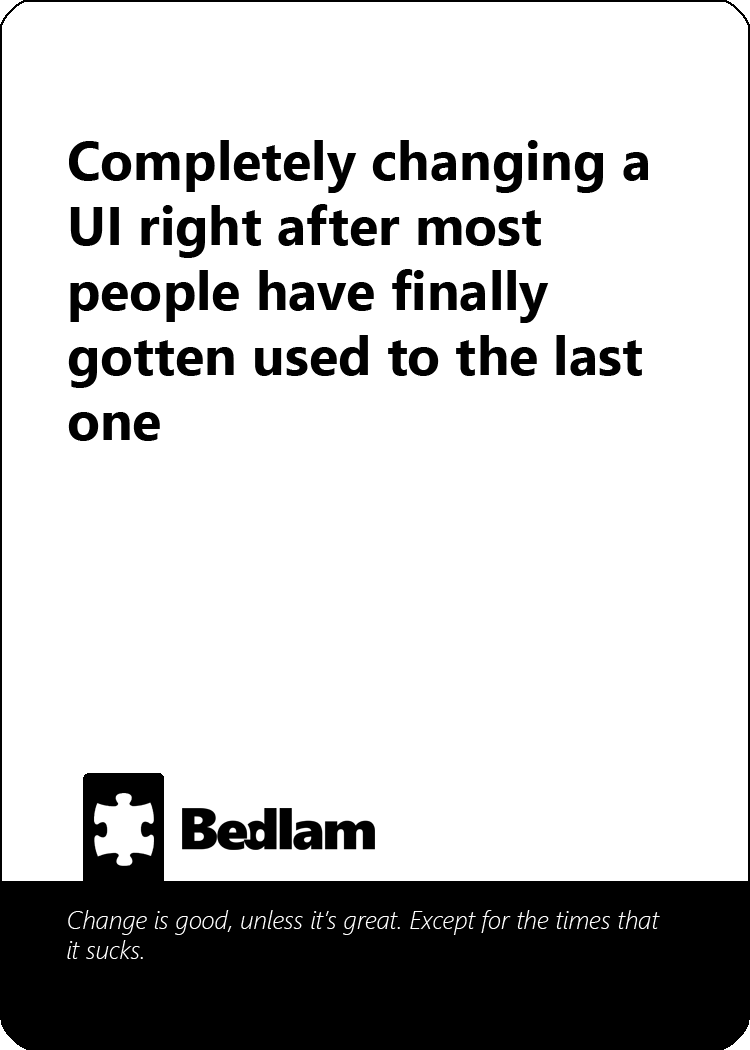 Completely changing a
UI right after most
people have finally
gotten used to the last
one
Bedlam
Change is good, unless it's great. Except for the times that
it sucks.